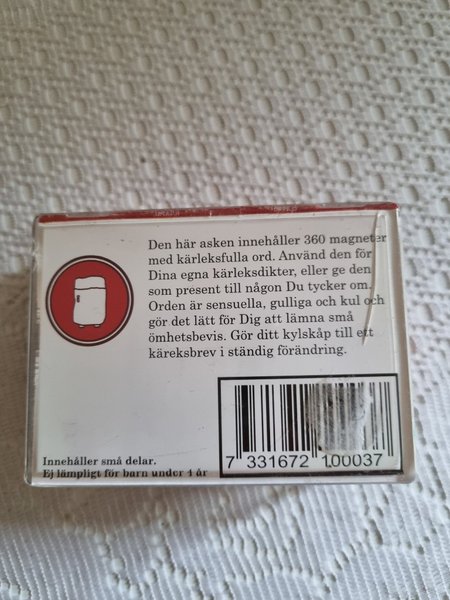 Den här asken innehåller 360 magneter
med kärleksfulla ord. Använd den för
Dina egna kärleksdikter, eller ge den
som present till någon Du tycker om.
Orden är sensuella, gulliga och kul och
gör det lätt för Dig att lämna små
ömhetsbevis. Gör ditt kylskåp till ett
käreksbrev i ständig förändring.
Innehåller små delar.
Ej lämpligt för barn under 4 år
7 331672 100037